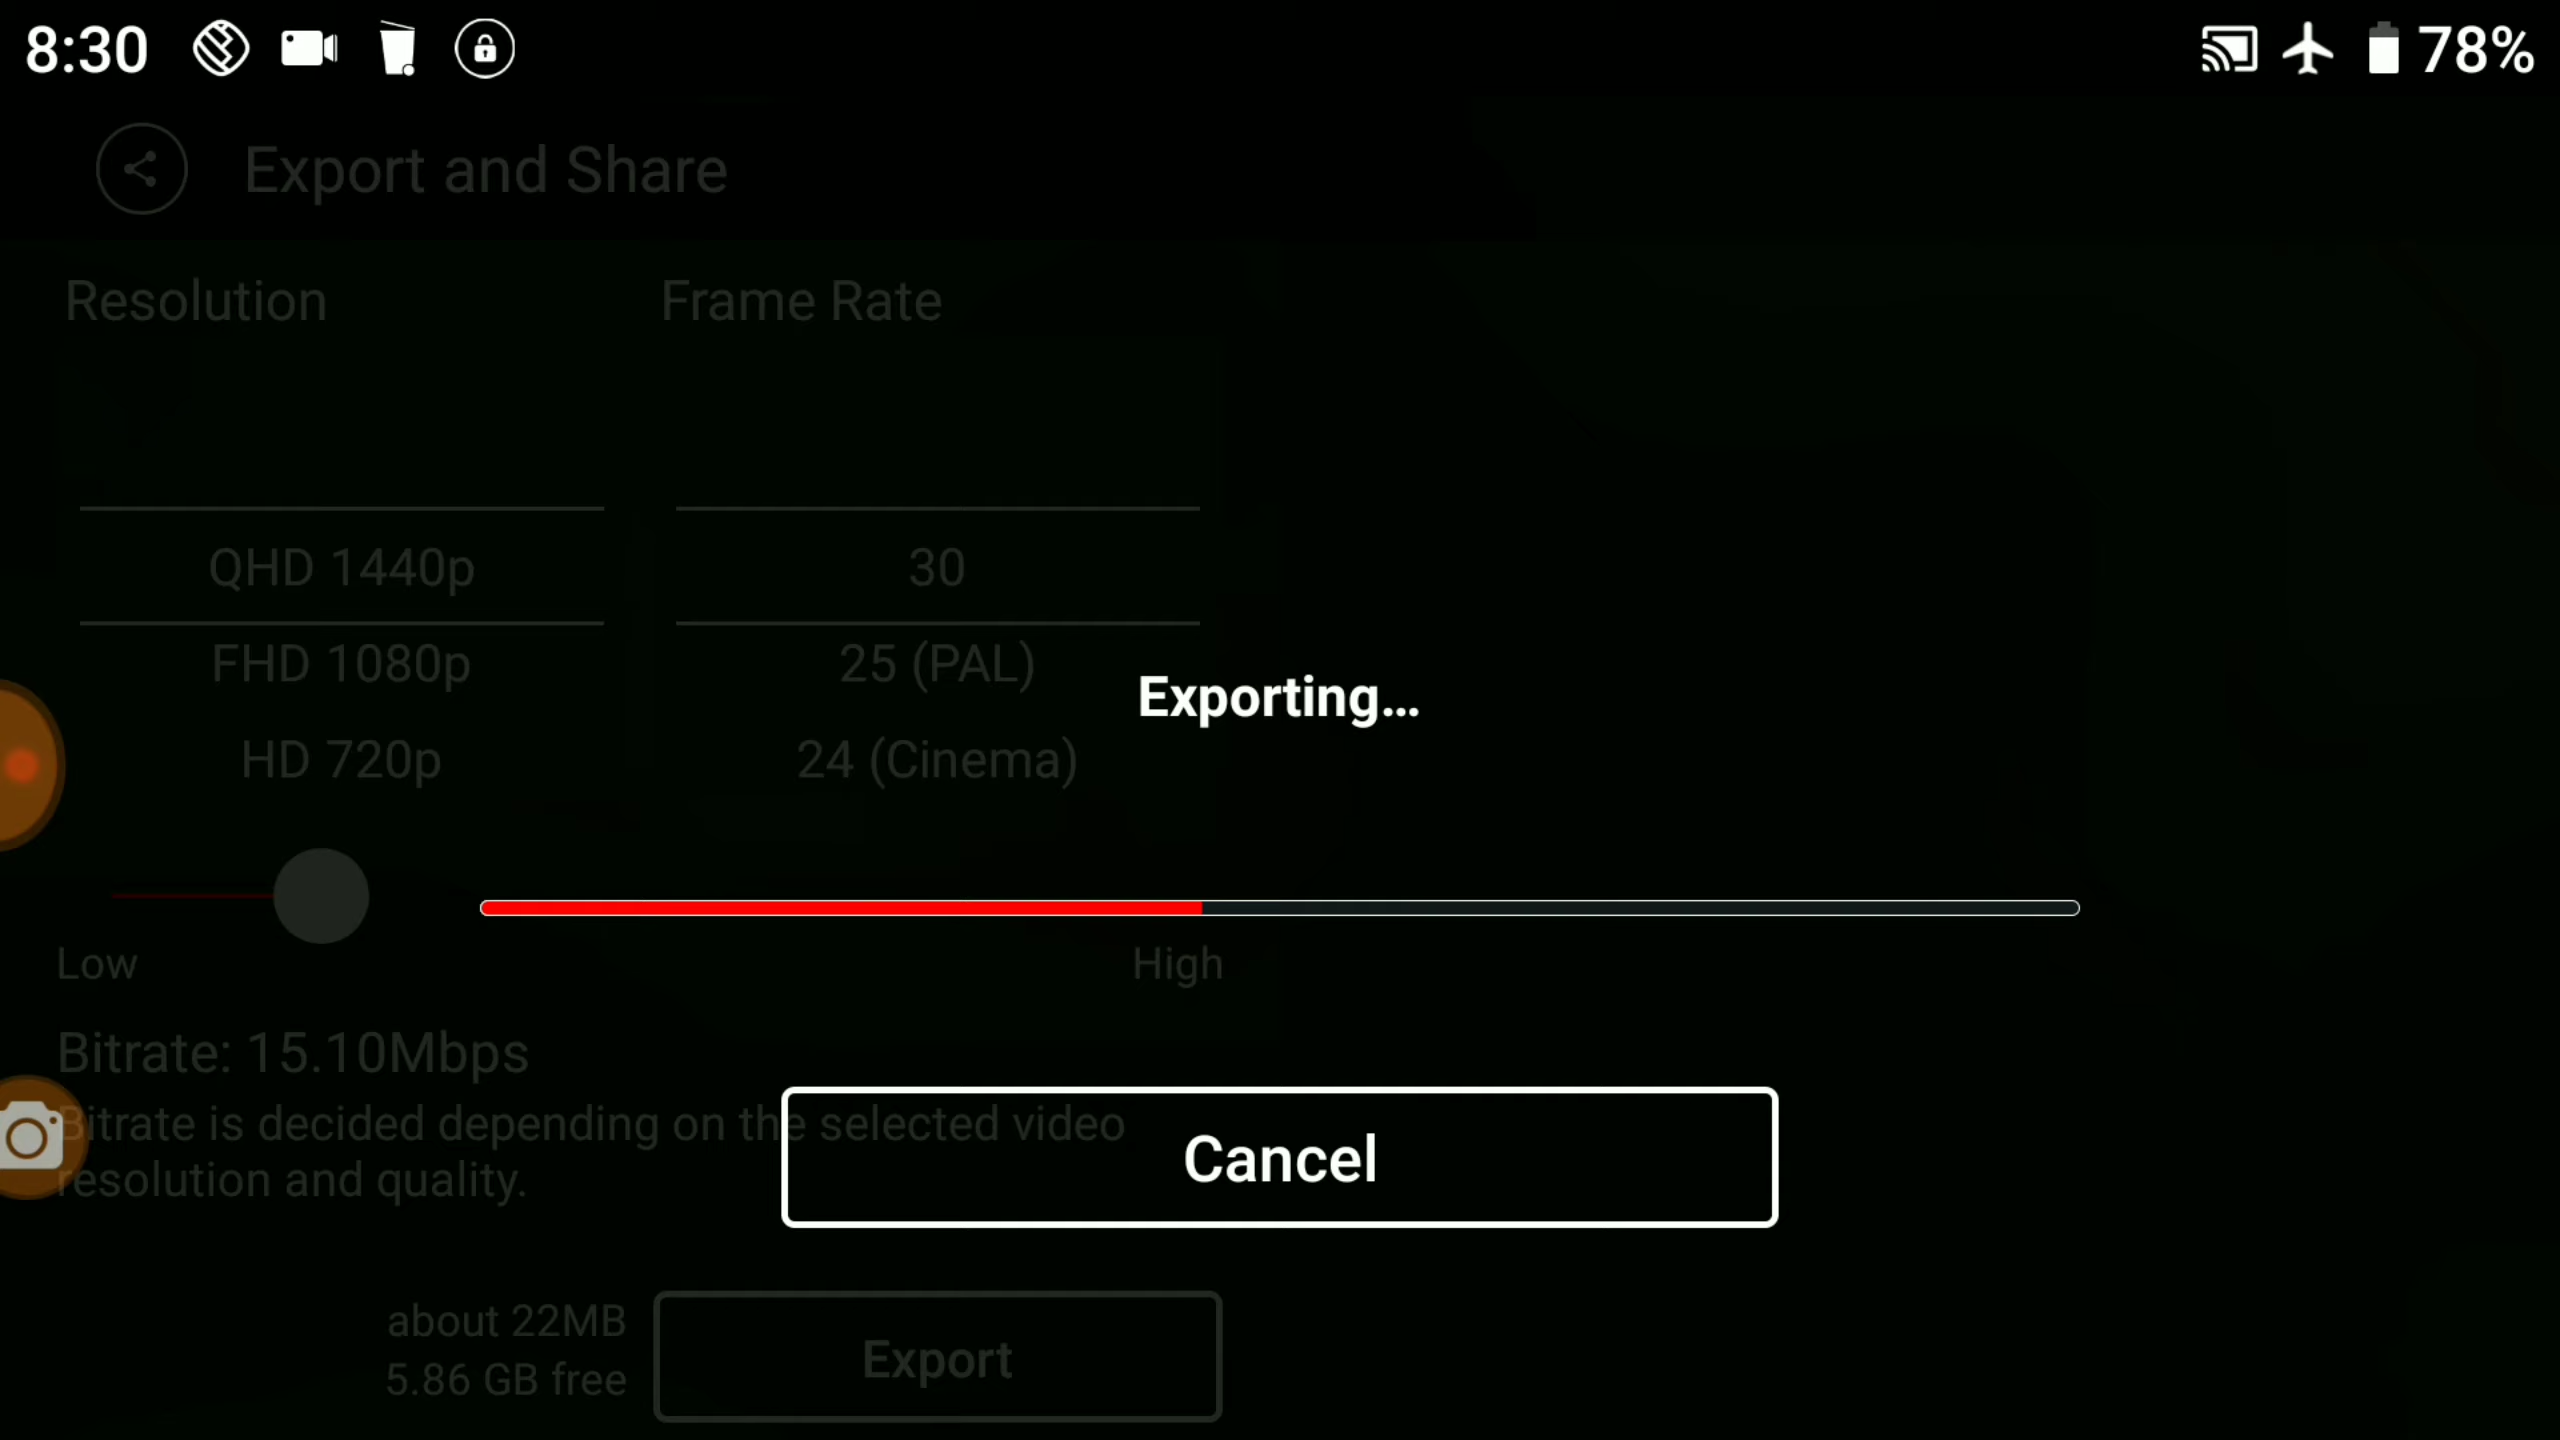 8:30
78%
Export and Share
Resolution
Frame Rate
QHD 1440p
30
FHD 1080p
25 (PAL)
HD 720p
24 (Cinema)
Exporting...
Low
High
Bitrate: 15.10Mbps
Bitrate is decided depending on the selected video
resolution and quality.
Cancel
about 22MB
5.86 GB free
Export